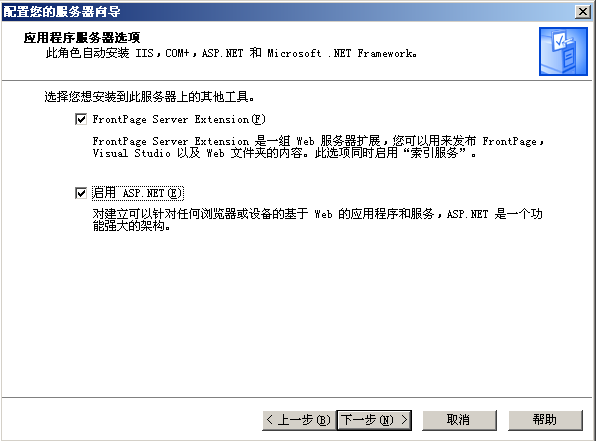 配置您的服务器向导
应用程序服务器选项
此角色自动安装 IIS，COM+，ASP.NET 和 Microsoft .NET Framework。
选择您想安装到此服务器上的其他工具。
FrontPage Server Extension(F)
FrontPage Server Extension 是一组 Web 服务器扩展，您可以用来发布 FrontPage，
Visual Studio 以及 Web 文件夹的内容。此选项同时启用“索引服务”。
启用 ASP.NET(E)
对建立可以针对任何浏览器或设备的基于 Web 的应用程序和服务，ASP.NET 是一个功
能强大的架构。
< 上一步(B) 下一步(N) > 取消 帮助